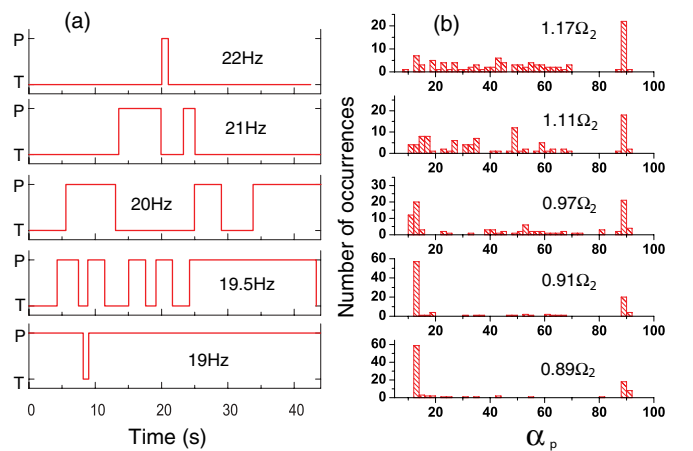 (a)
P
T
22Hz
P
T
21Hz
P
T
20Hz
P
T
19.5Hz
P
T
19Hz
0 10 20 30 40
Time (s)
(b)
Number of occurrences
20
10
0
1.17Ω₂
20 40 60 80 100
20
10
0
1.11Ω₂
20 40 60 80 100
30
20
10
0
0.97Ω₂
20 40 60 80 100
60
40
20
0
0.91Ω₂
20 40 60 80 100
60
40
20
0
0.89Ω₂
20 40 60 80 100
αₚ